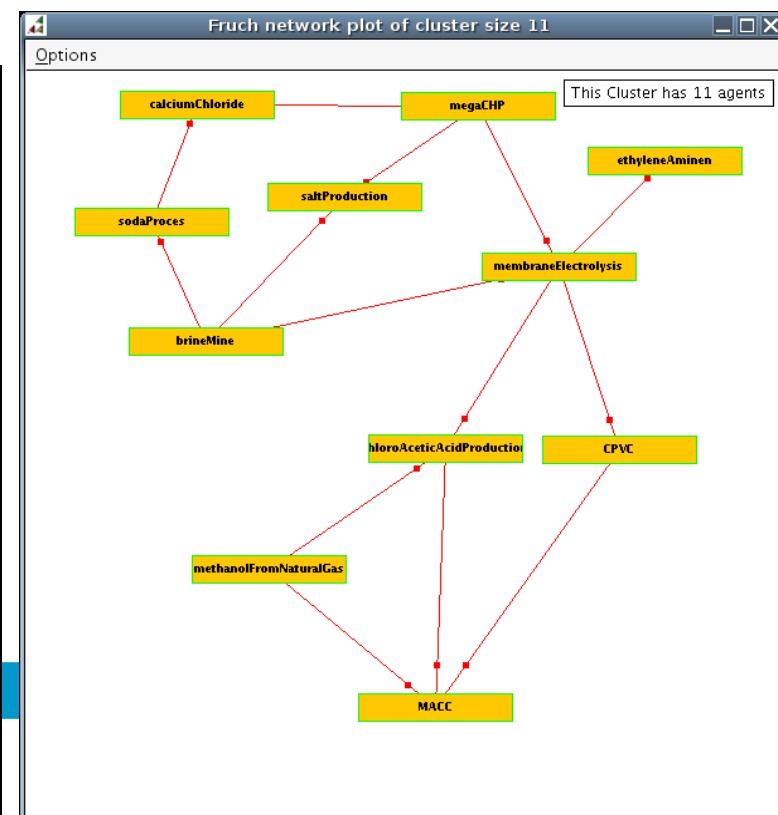 Fruch network plot of cluster size 11
Options
This Cluster has 11 agents
calciumChloride
megaCHP
ethyleneAminen
saltProduction
sodaProces
membraneElectrolysis
brineMine
hloroAceticAcidProduction
CPVC
methanolFromNaturalGas
MACC